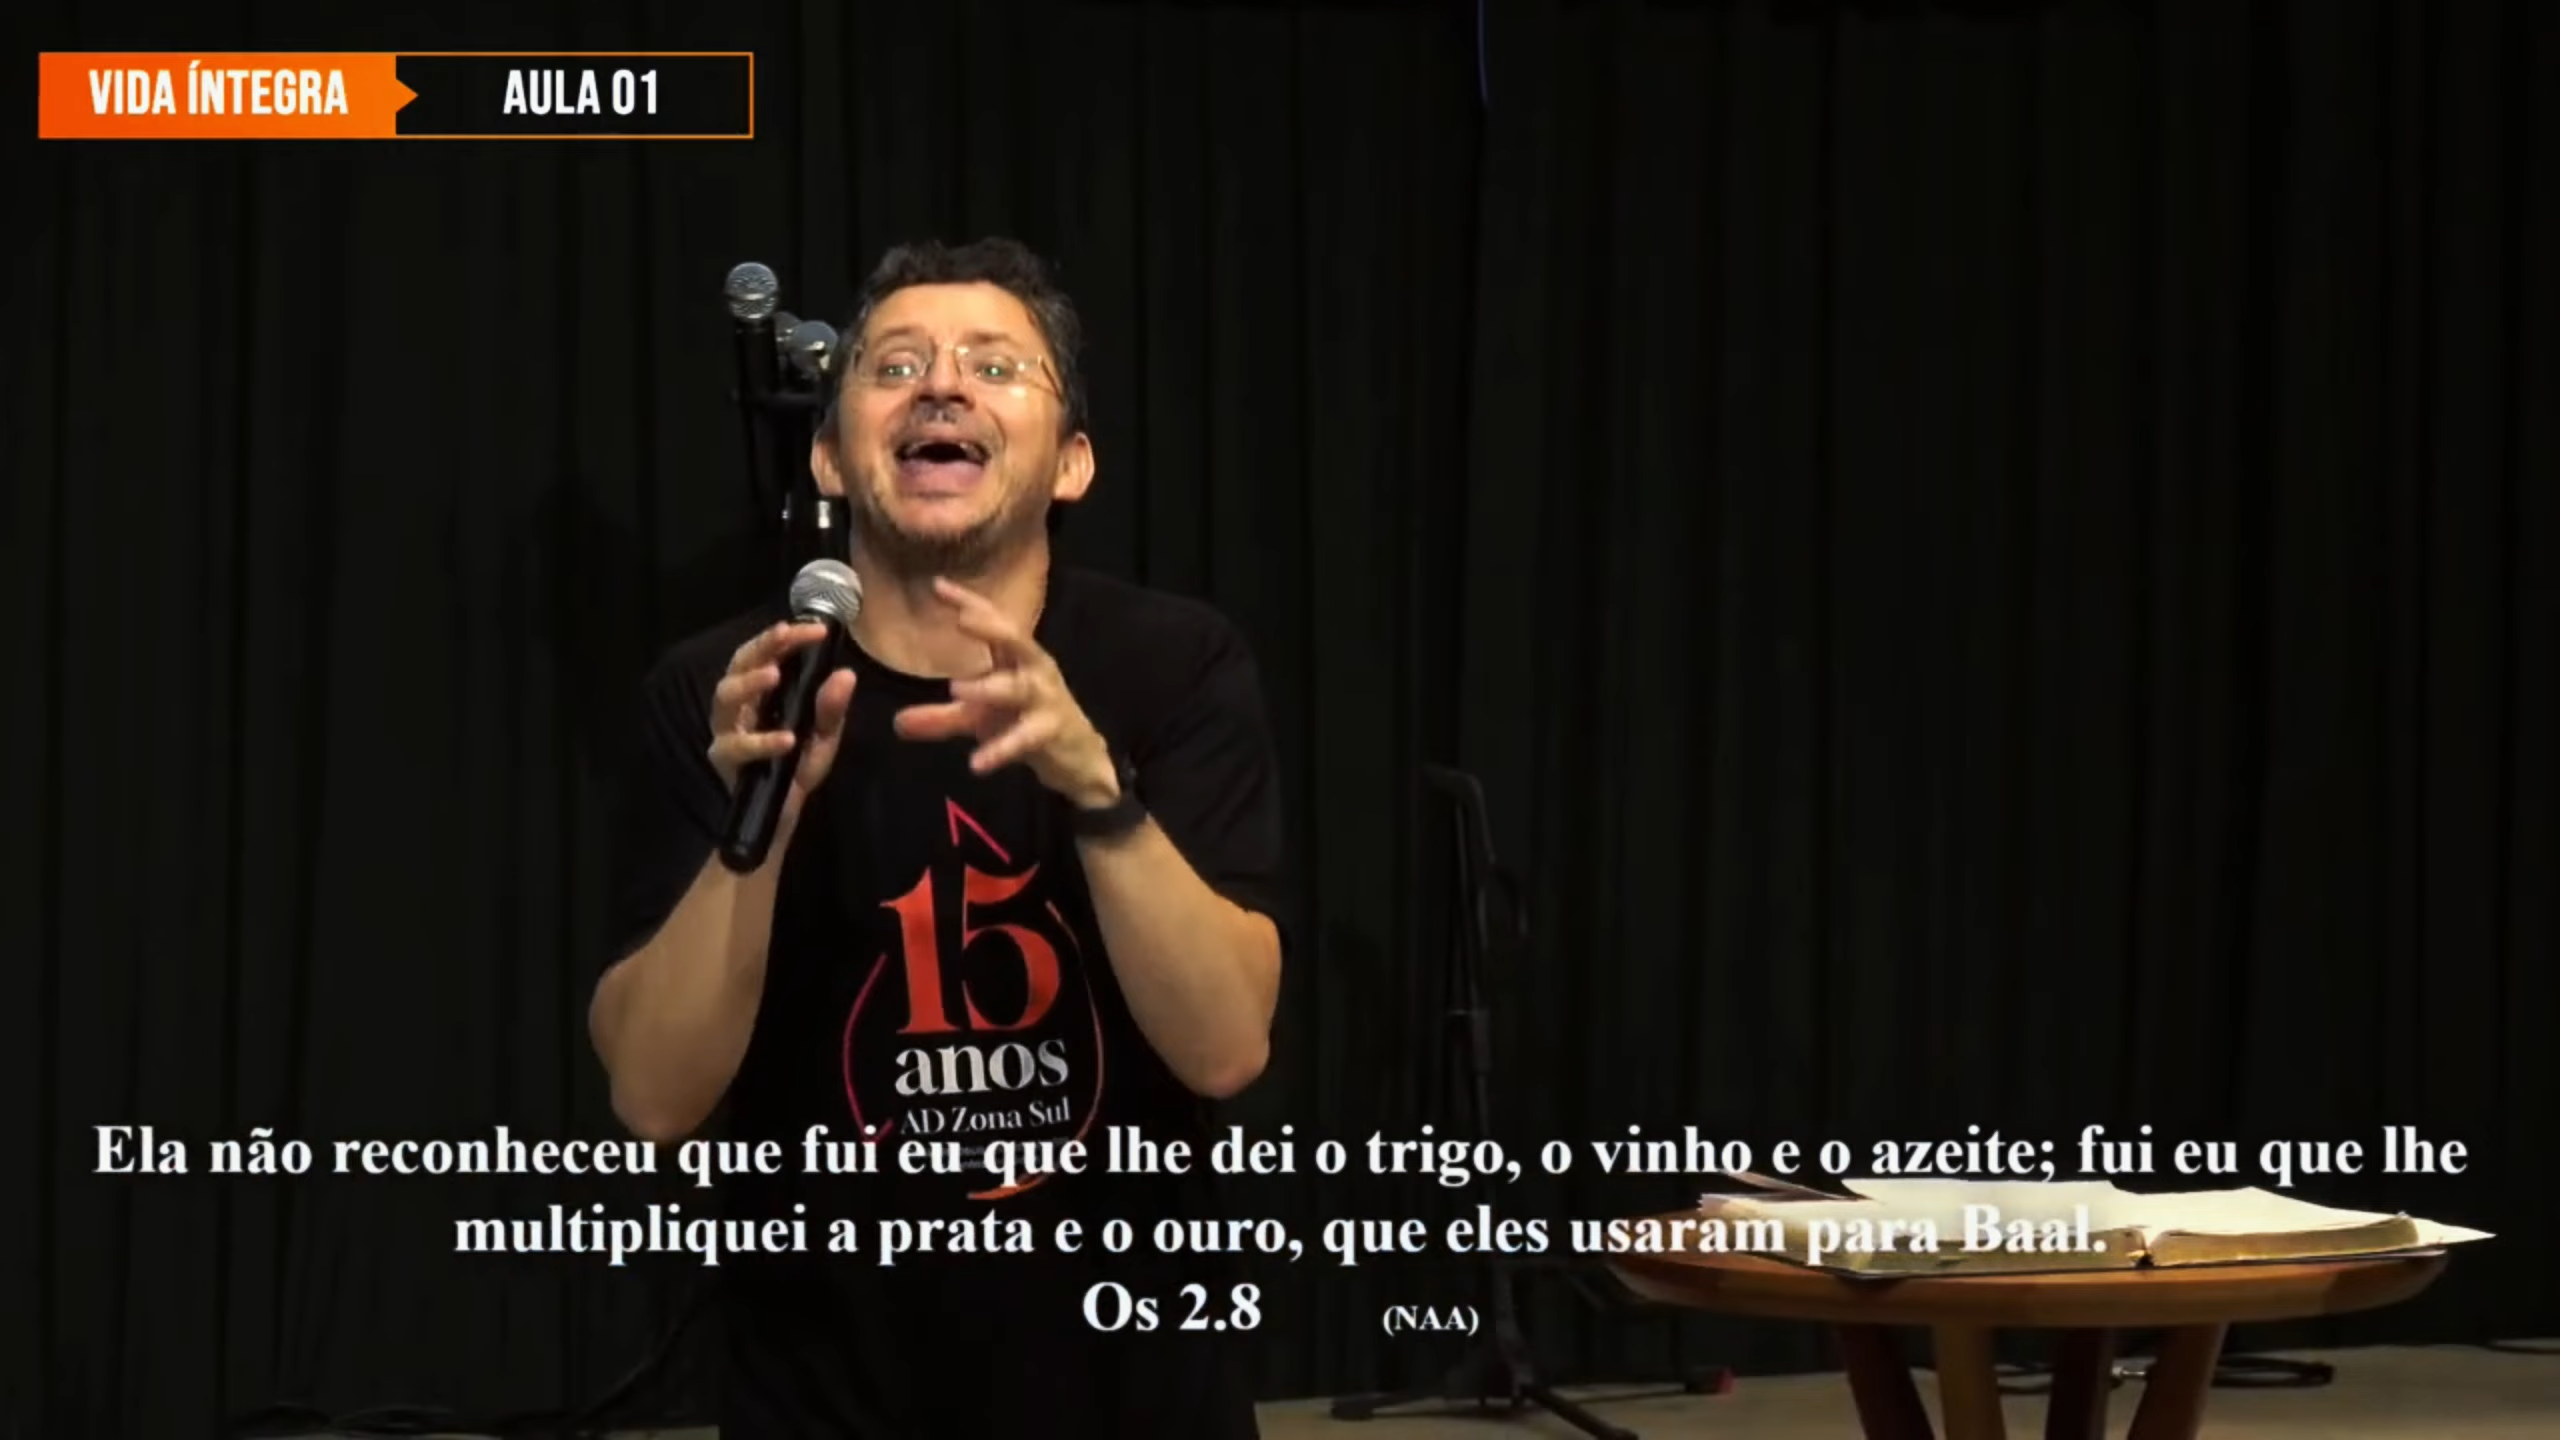 VIDA ÍNTEGRA
AULA 01
15
anos
AD Zona Sul
Ela não reconheceu que fui eu que lhe dei o trigo, o vinho e o azeite; fui eu que lhe
multipliquei a prata e o ouro, que eles usaram para Baal.
Os 2.8 (NAA)